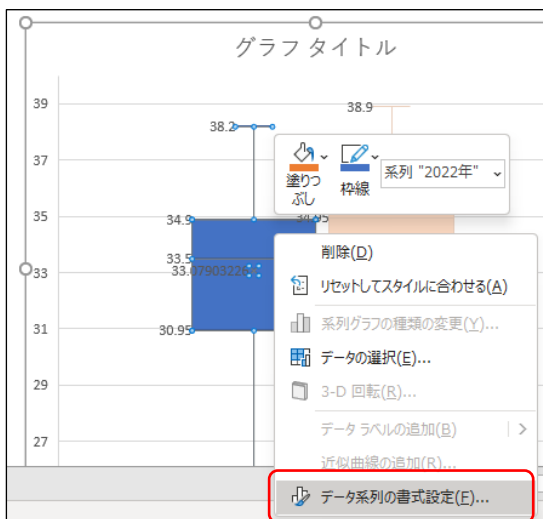 グラフ タイトル
39
38.9
38.2
37
塗りつ
ぶし
枠線
系列 "2022年"
35
34.9
34.95
33.5
33
33.079032226
31
30.95
29
27
削除(D)
リセットしてスタイルに合わせる(A)
系列グラフの種類の変更(Y)...
データの選択(E)...
3-D 回転(R)...
データ ラベルの追加(B)
近似曲線の追加(R)...
データ系列の書式設定(F)...